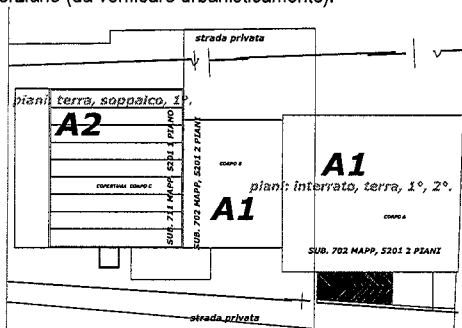 (da verificare urbanisticamento).
strada privata
piani: terra, soppalco, 1°.
A2
COPERTURA CORPO C
SUB. 711 MAPP, 5201 1 PIANO
SUB. 702 MAPP, 5201 2 PIANI
CORPO B
A1
A1
piani: interrato, terra, 1°, 2°.
CORPO A
SUB. 702 MAPP, 5201 2 PIANI
strada privata